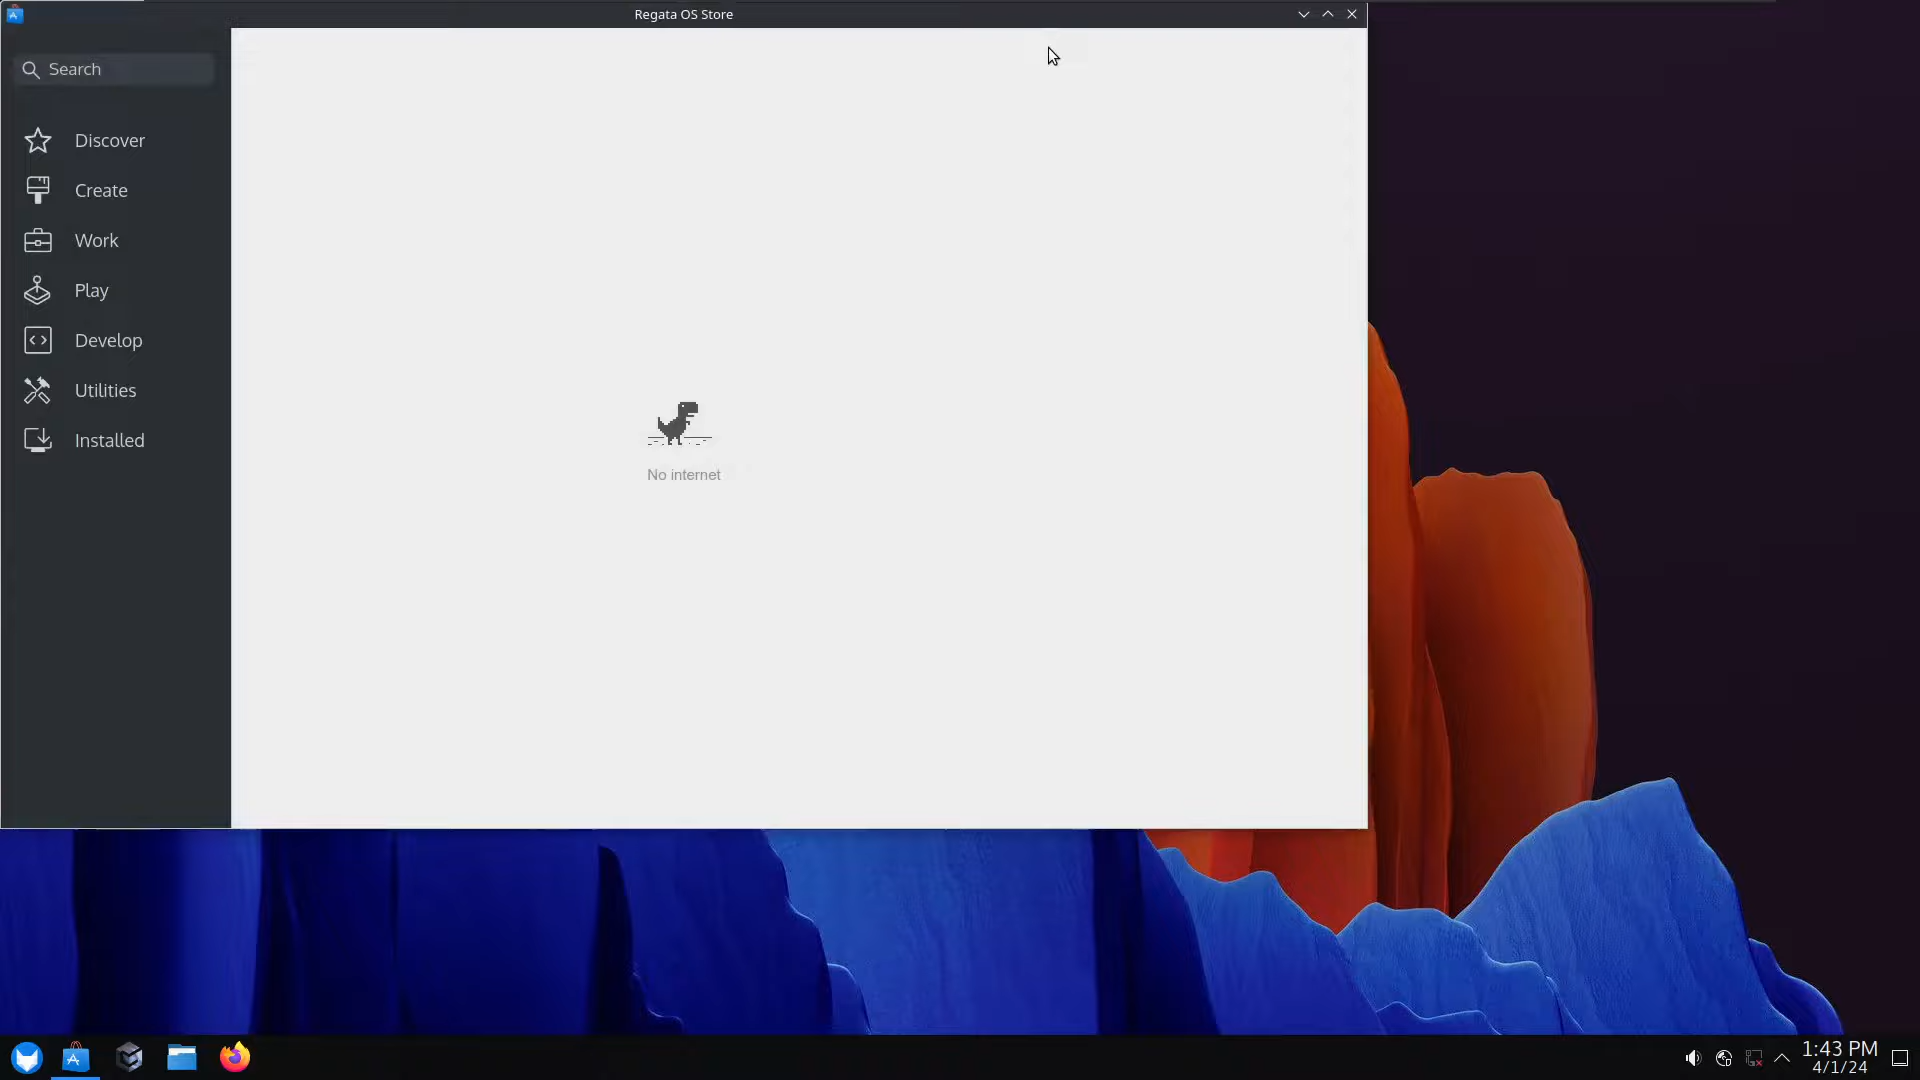 Regata OS Store
Search
Discover
Create
Work
Play
Develop
Utilities
Installed
No internet
1:43 PM
4/1/24